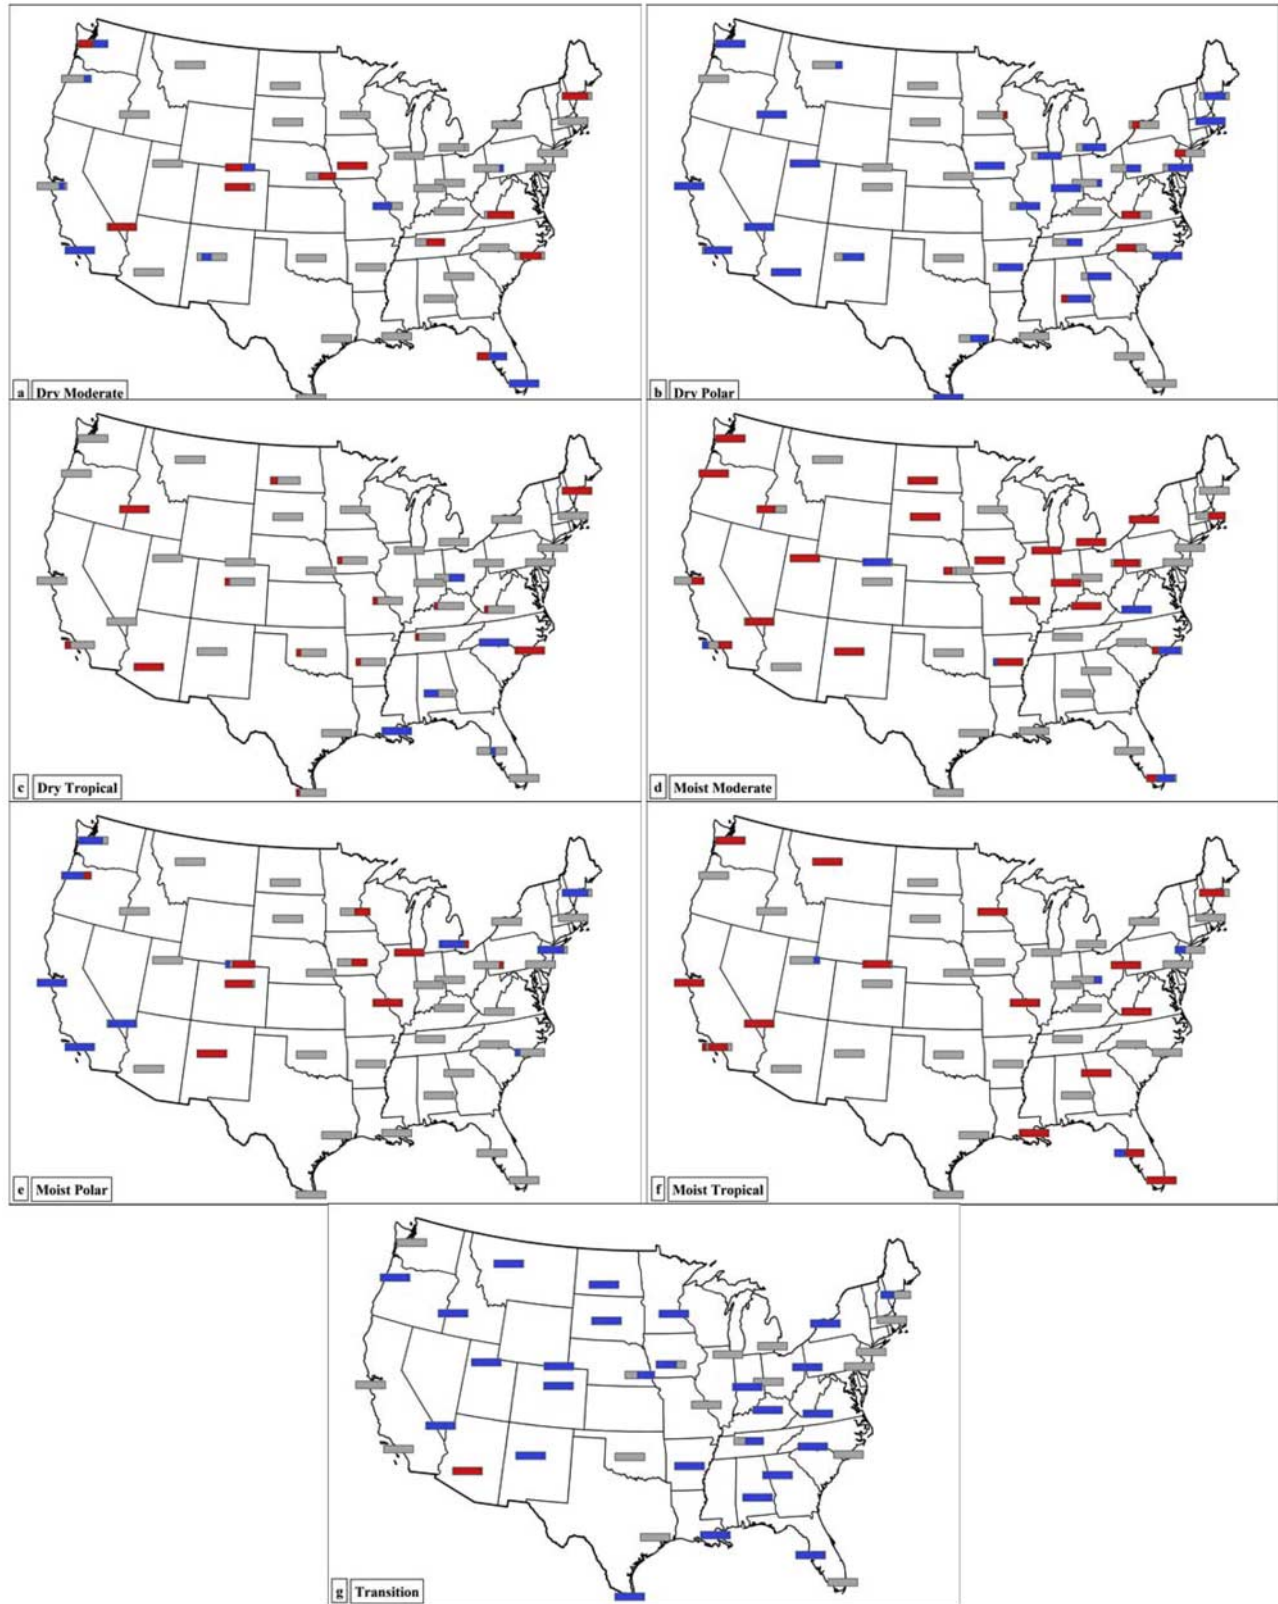 a Dry Moderate
b Dry Polar
c Dry Tropical
d Moist Moderate
e Moist Polar
f Moist Tropical
g Transition